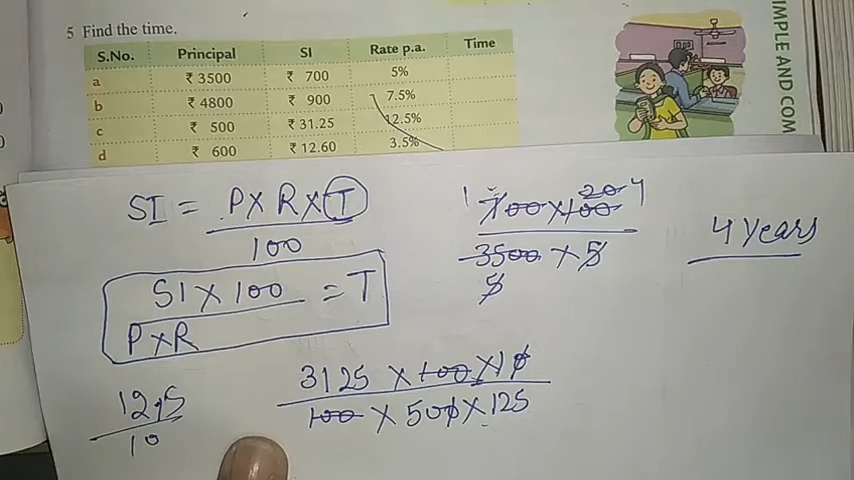 5 Find the time.
S.No. Principal SI Rate p.a. Time
a ₹ 3500 ₹ 700 5%
b ₹ 4800 ₹ 900 7.5%
c ₹ 500 ₹ 31.25 12.5%
d ₹ 600 ₹ 12.60 3.5%
IMPLE AND COM
SI = P X R X T
100
SI X 100 = T
P X R
1 20 4
700 X 100
3500 X 5
5
4 years
3125 X 100 X 10
100 X 500 X 125
12.5
10